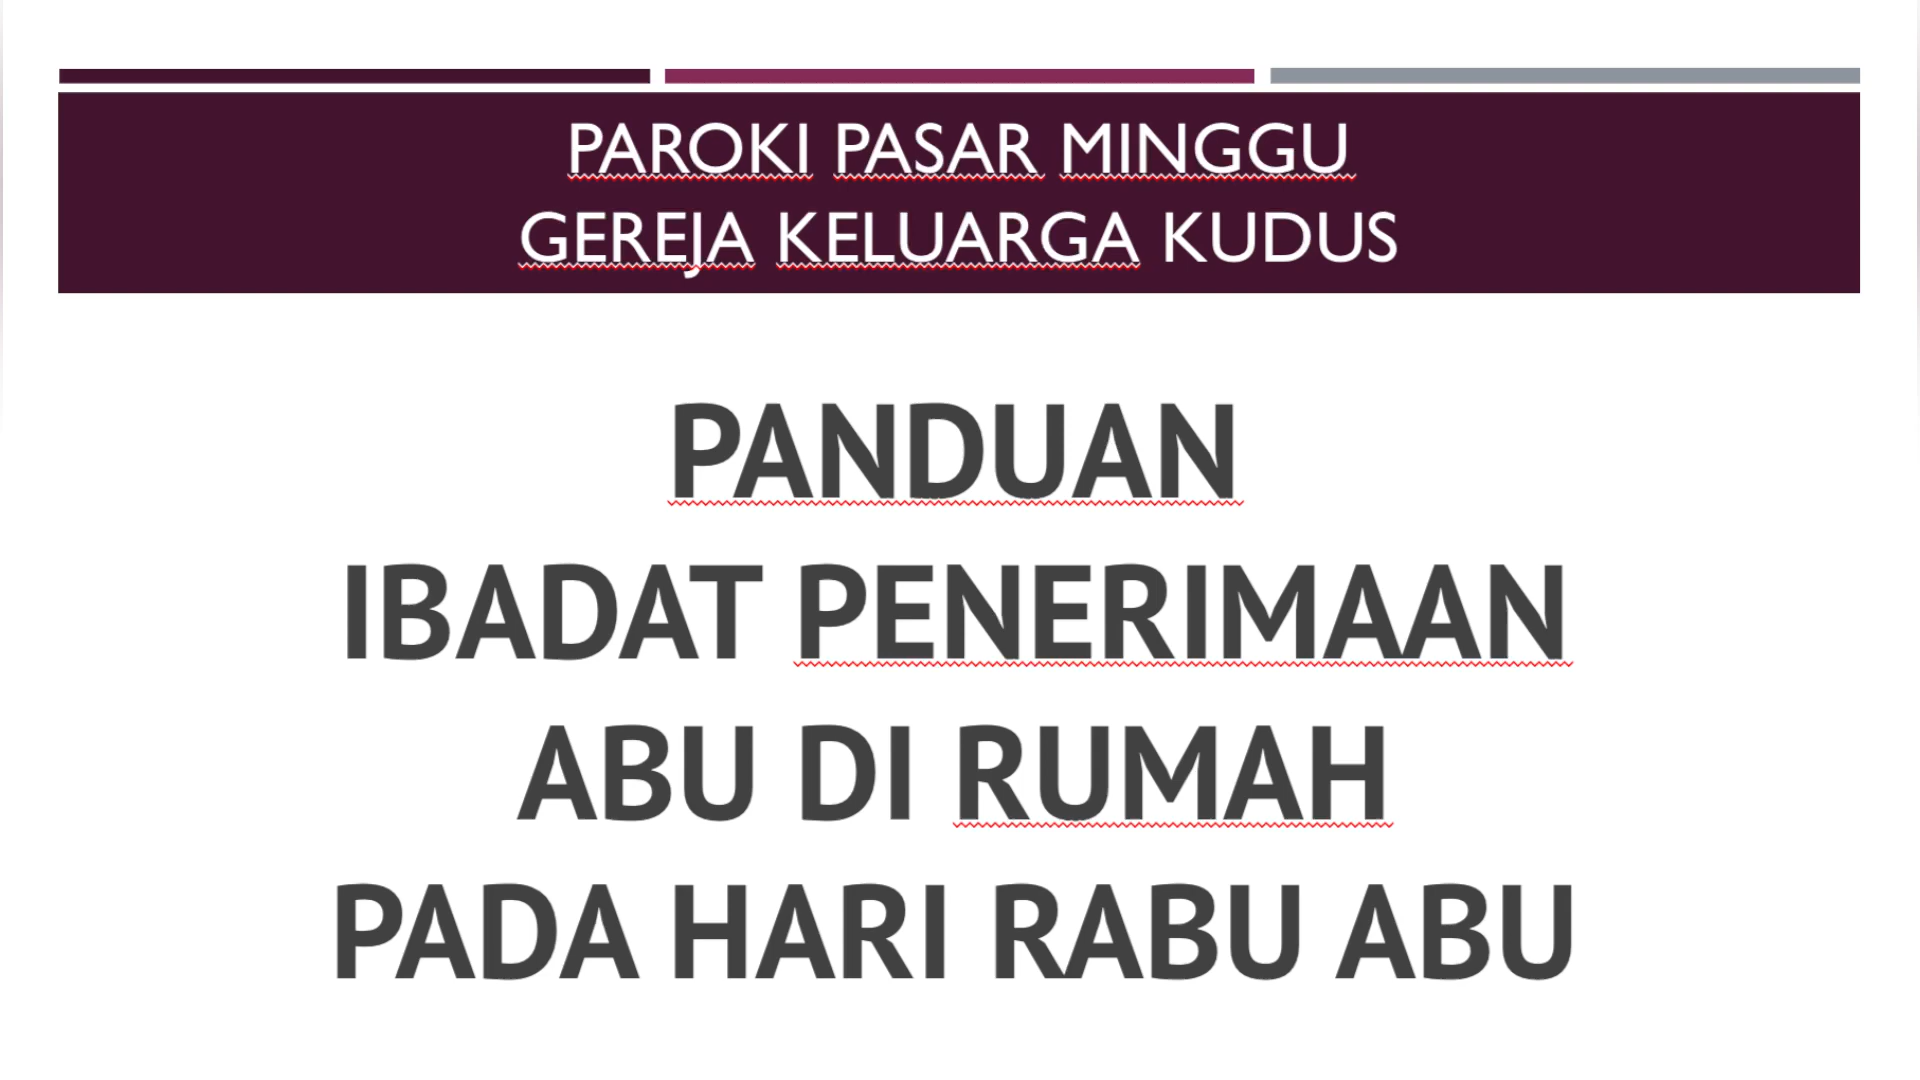 PAROKI PASAR MINGGU
GEREJA KELUARGA KUDUS
PANDUAN
IBADAT PENERIMAAN
ABU DI RUMAH
PADA HARI RABU ABU